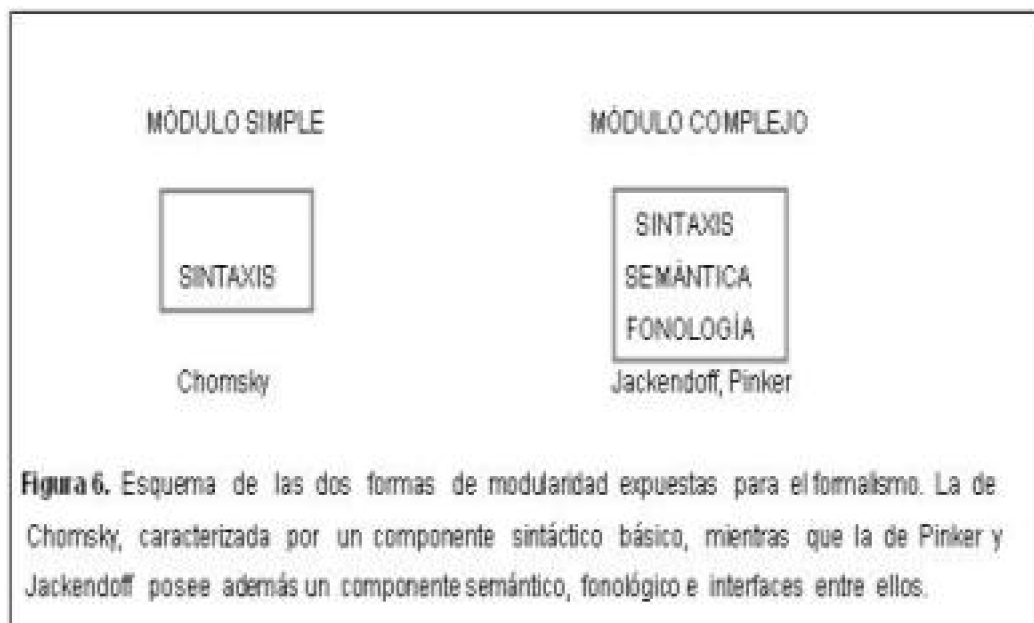 MÓDULO SIMPLE MÓDULO COMPLEJO
SINTAXIS
SINTAXIS SEMÁNTICA
FONOLOGÍA
Chomsky Jackendoff, Pinker
Figura 6. Esquema de las dos formas de modularidad expuestas para el formalismo. La de
Chomsky, caracterizada por un componente sintáctico básico, mientras que la de Pinker y
Jackendoff posee además un componente semántico, fonológico e interfaces entre ellos.